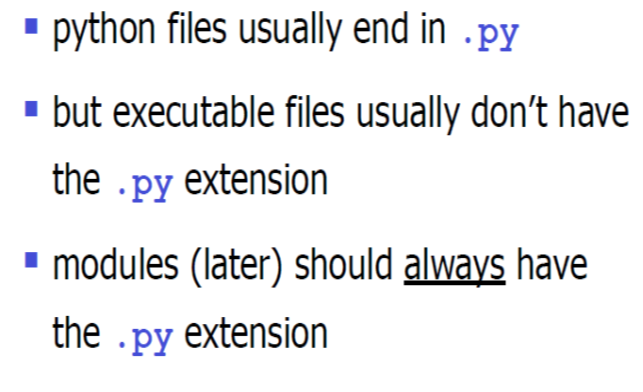 ▪ python files usually end in .py
▪ but executable files usually don’t have
the .py extension
▪ modules (later) should always have
the .py extension